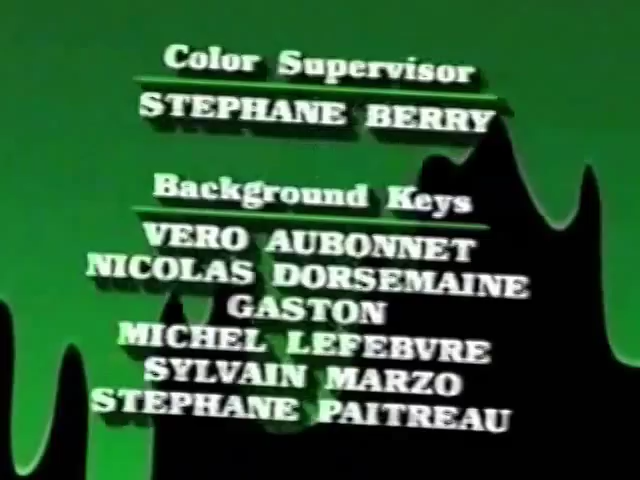 Color Supervisor
STEPHANE BERRY
Background Keys
VERO AUBONNET
NICOLAS DORSEMAINE
GASTON
MICHEL LEFEBVRE
SYLVAIN MARZO
STEPHANE PAITREAU